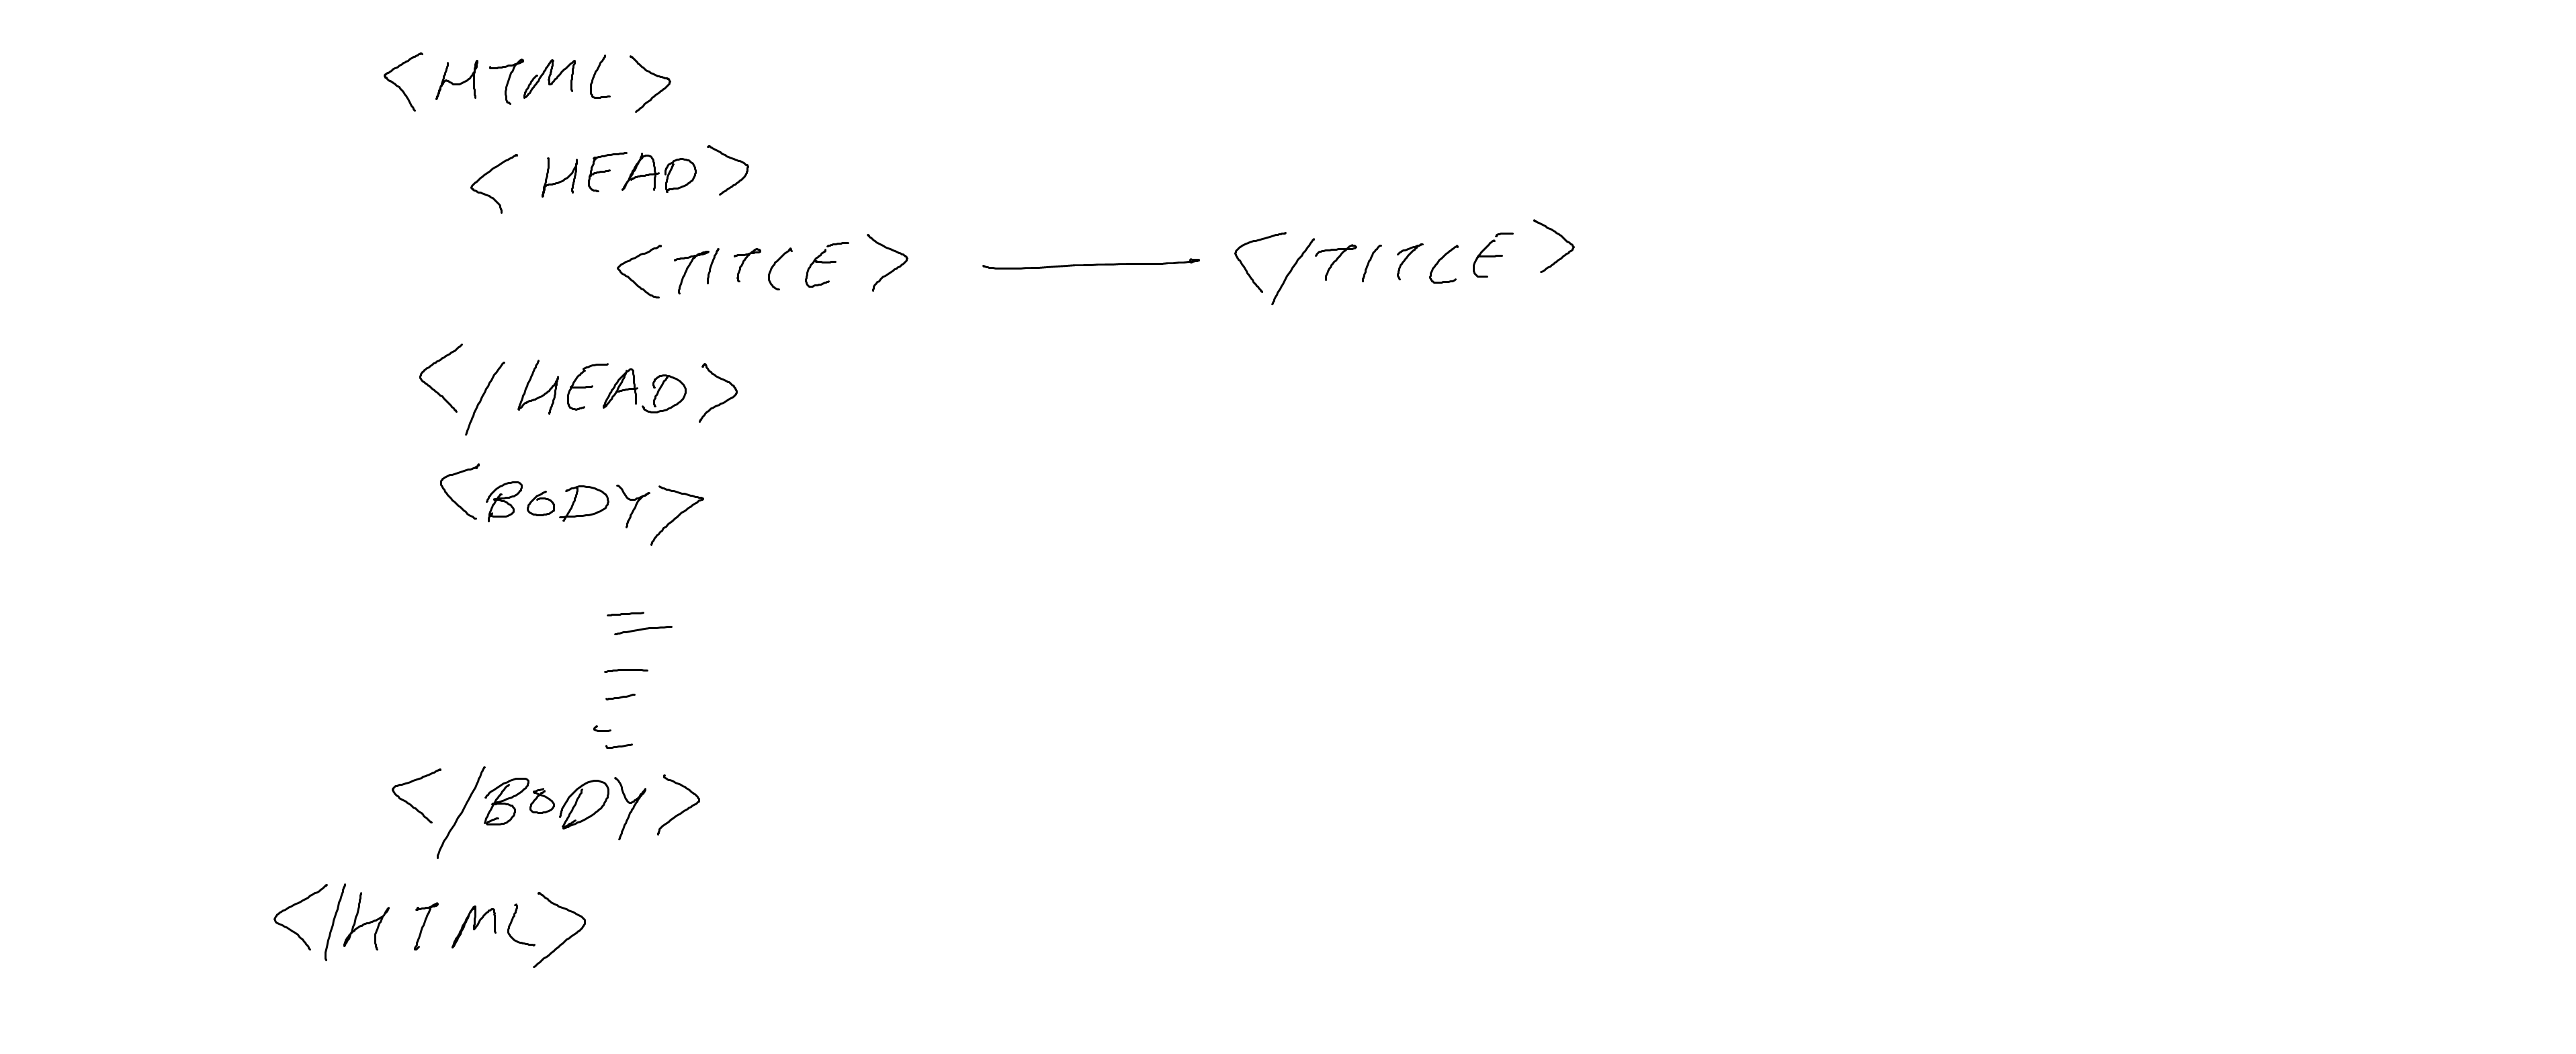 <HTML>
<HEAD>
<TITLE> — </TITLE>
</HEAD>
<BODY>
</BODY>
</HTML>